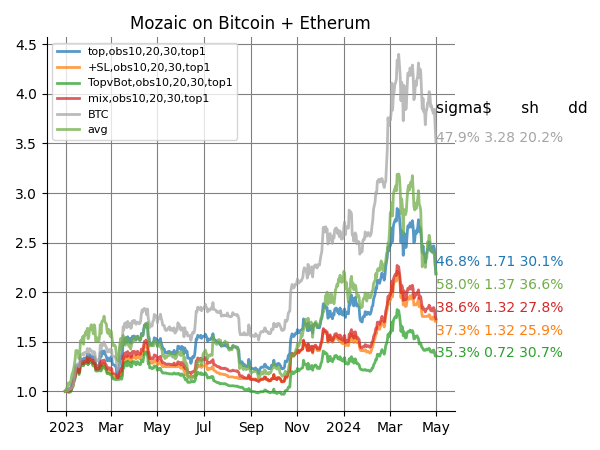 Mozaic on Bitcoin + Etherum
4.5
4.0
3.5
3.0
2.5
2.0
1.5
1.0
top,obs10,20,30,top1
+SL,obs10,20,30,top1
TopvBot,obs10,20,30,top1
mix,obs10,20,30,top1
BTC
avg
sigma$ sh dd
47.9% 3.28 20.2%
46.8% 1.71 30.1%
58.0% 1.37 36.6%
38.6% 1.32 27.8%
37.3% 1.32 25.9%
35.3% 0.72 30.7%
2023 Mar May Jul Sep Nov 2024 Mar May